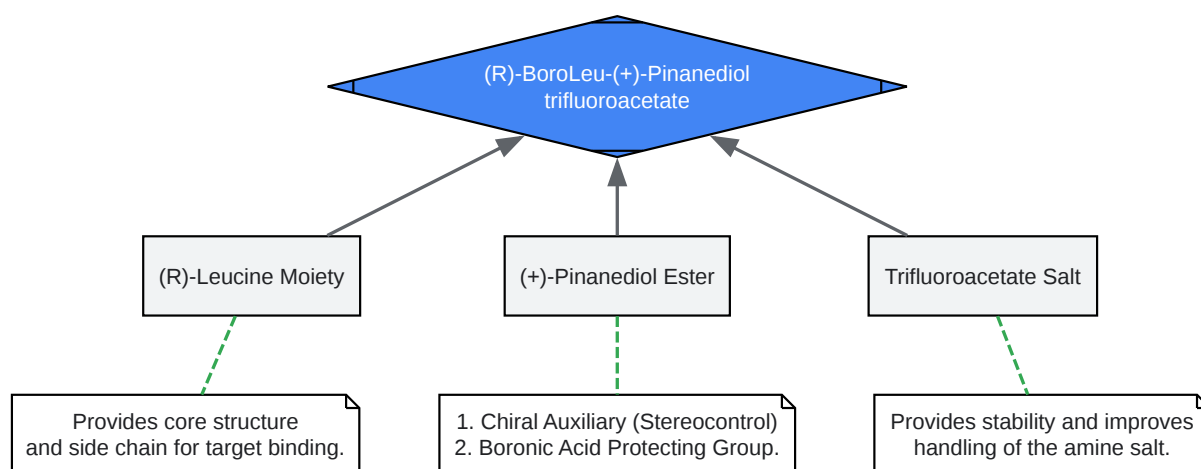 (R)-BoroLeu-(+)-Pinanediol
trifluoroacetate
(R)-Leucine Moiety
(+)-Pinanediol Ester
Trifluoroacetate Salt
Provides core structure
and side chain for target binding.
1. Chiral Auxiliary (Stereocontrol)
2. Boronic Acid Protecting Group.
Provides stability and improves
handling of the amine salt.